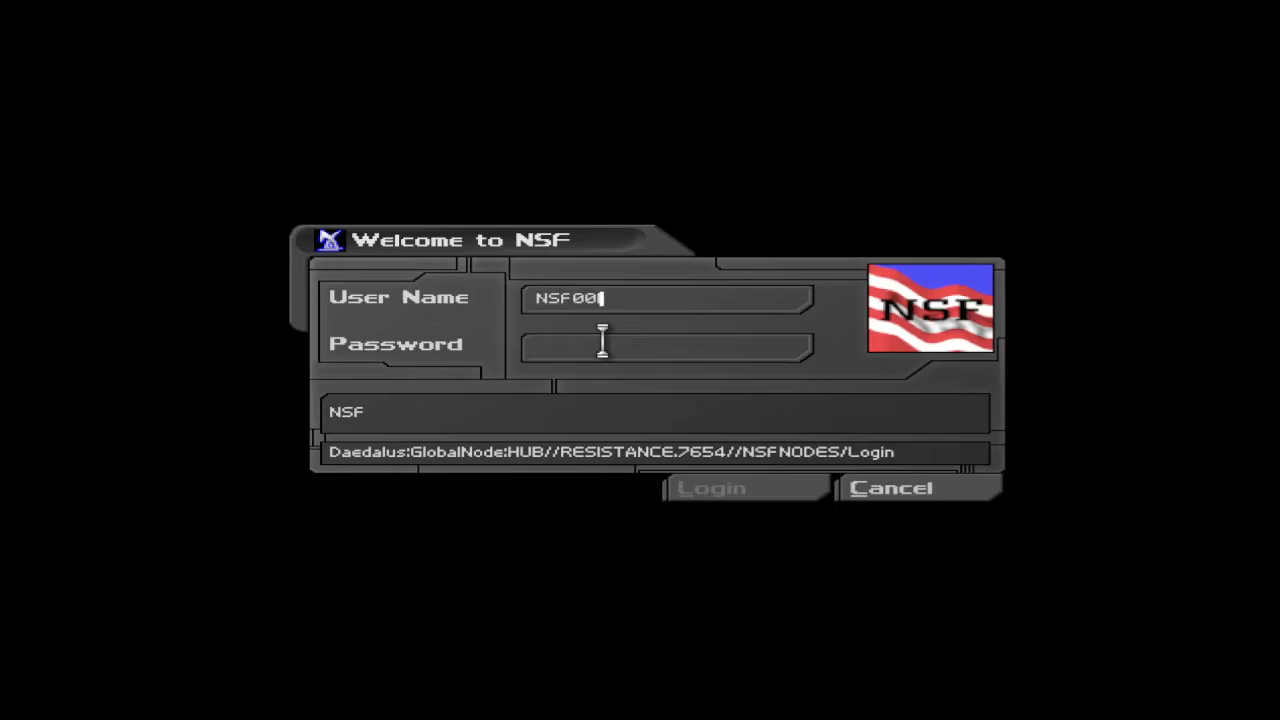 Welcome to NSF
User Name
NSF00
Password
NSF
NSF
Daedalus:GlobalNode:HUB//RESISTANCE.7654//NSFNODES/Login
Login
Cancel